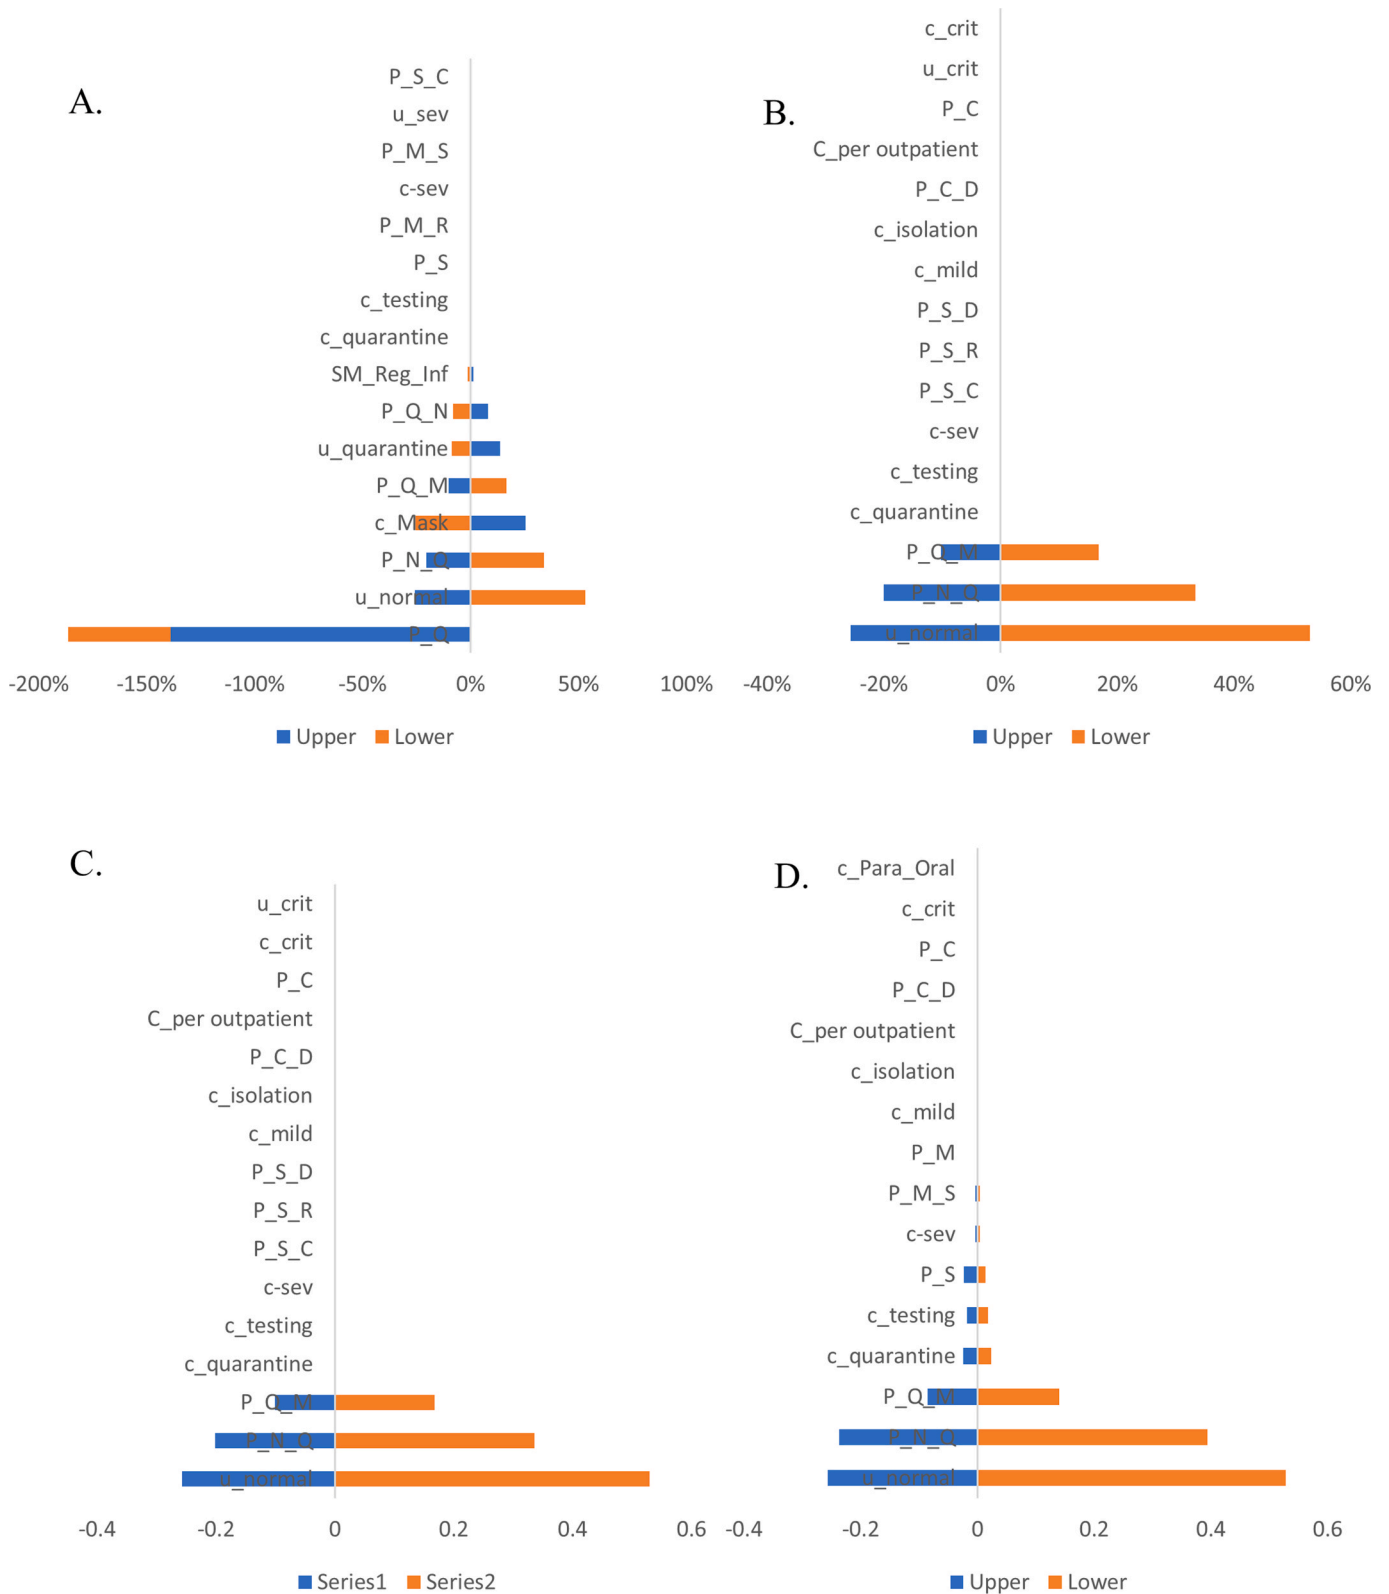 A.
P_S_C
u_sev
P_M_S
c-sev
P_M_R
P_S
c_testing
c_quarantine
SM_Reg_Inf
P_Q_N
u_quarantine
P_Q_M
c_Mask
P_N_Q
u_normal
P_Q
-200% -150% -100% -50% 0% 50% 100%
Upper Lower
B.
c_crit
u_crit
P_C
C_per outpatient
P_C_D
c_isolation
c_mild
P_S_D
P_S_R
P_S_C
c-sev
c_testing
c_quarantine
P_Q_M
P_N_Q
u_normal
-40% -20% 0% 20% 40% 60%
Upper Lower
C.
u_crit
c_crit
P_C
C_per outpatient
P_C_D
c_isolation
c_mild
P_S_D
P_S_R
P_S_C
c-sev
c_testing
c_quarantine
P_Q_M
P_N_Q
u_normal
-0.4 -0.2 0 0.2 0.4 0.6
Series1 Series2
D.
c_Para_Oral
c_crit
P_C
P_C_D
C_per outpatient
c_isolation
c_mild
P_M
P_M_S
c-sev
P_S
c_testing
c_quarantine
P_Q_M
P_N_Q
u_normal
-0.4 -0.2 0 0.2 0.4 0.6
Upper Lower